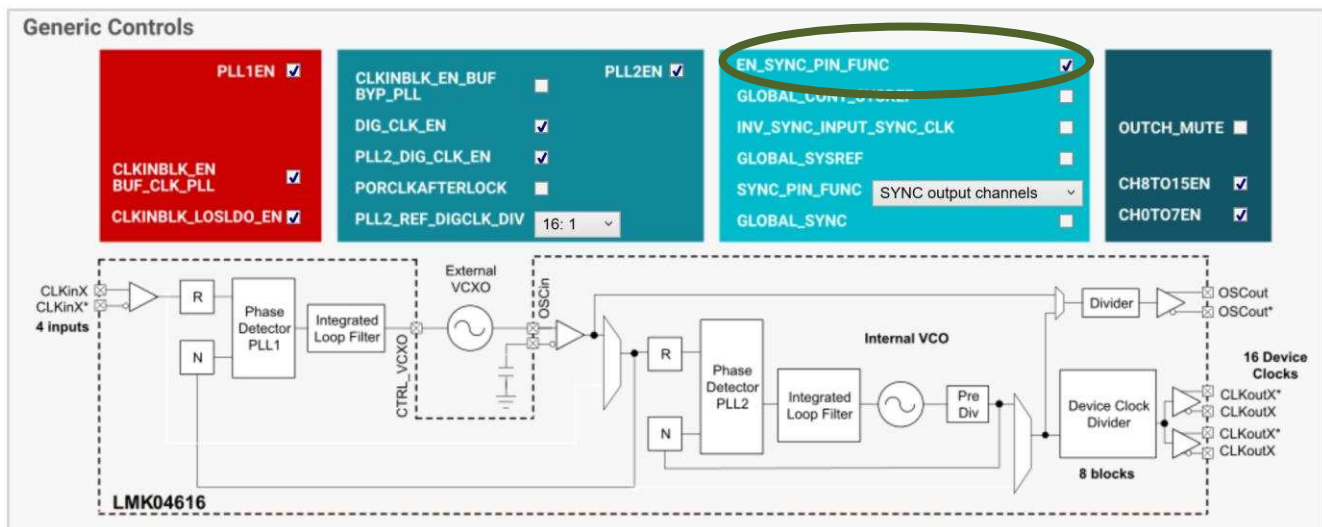 Generic Controls
PLL1EN
CLKINBLK_EN
BUF_CLK_PLL
CLKINBLK_LOSLDO_EN
CLKINBLK_EN_BUF
BYP_PLL
PLL2EN
DIG_CLK_EN
PLL2_DIG_CLK_EN
PORCLKAFTERLOCK
PLL2_REF_DIGCLK_DIV
16: 1
EN_SYNC_PIN_FUNC
GLOBAL_CONT_SYSREF
INV_SYNC_INPUT_SYNC_CLK
GLOBAL_SYSREF
SYNC_PIN_FUNC
SYNC output channels
GLOBAL_SYNC
OUTCH_MUTE
CH8TO15EN
CH0TO7EN
CLKinX
CLKinX*
4 inputs
R
N
Phase
Detector
PLL1
Integrated
Loop Filter
CTRL_VCXO
External
VCXO
OSCin
R
N
Phase
Detector
PLL2
Integrated
Loop Filter
Internal VCO
Pre
Div
Divider
OSCout
OSCout*
Device Clock
Divider
8 blocks
16 Device
Clocks
CLKoutX*
CLKoutX
CLKoutX*
CLKoutX
LMK04616